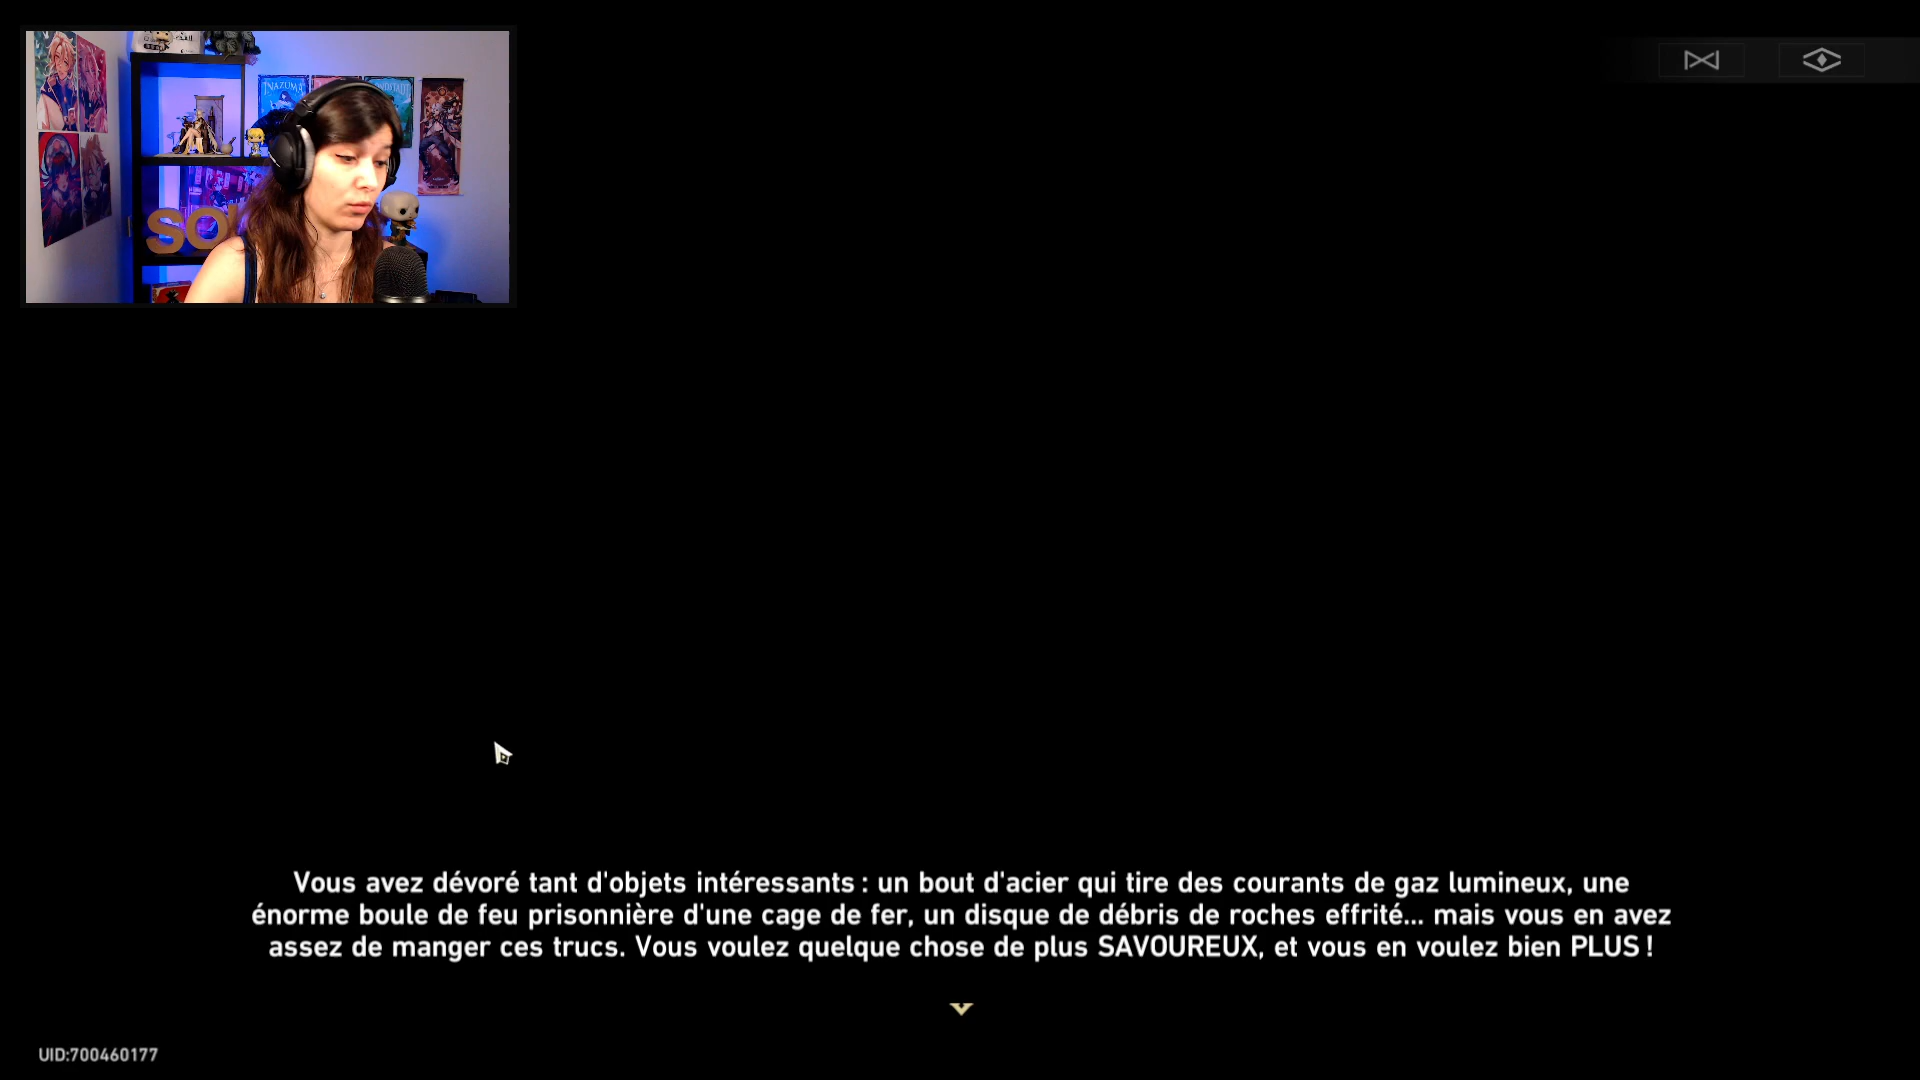 INAZUMA
SO
Vous avez dévoré tant d'objets intéressants : un bout d'acier qui tire des courants de gaz lumineux, une
énorme boule de feu prisonnière d'une cage de fer, un disque de débris de roches effrité... mais vous en avez
assez de manger ces trucs. Vous voulez quelque chose de plus SAVOUREUX, et vous en voulez bien PLUS !
UID:700460177